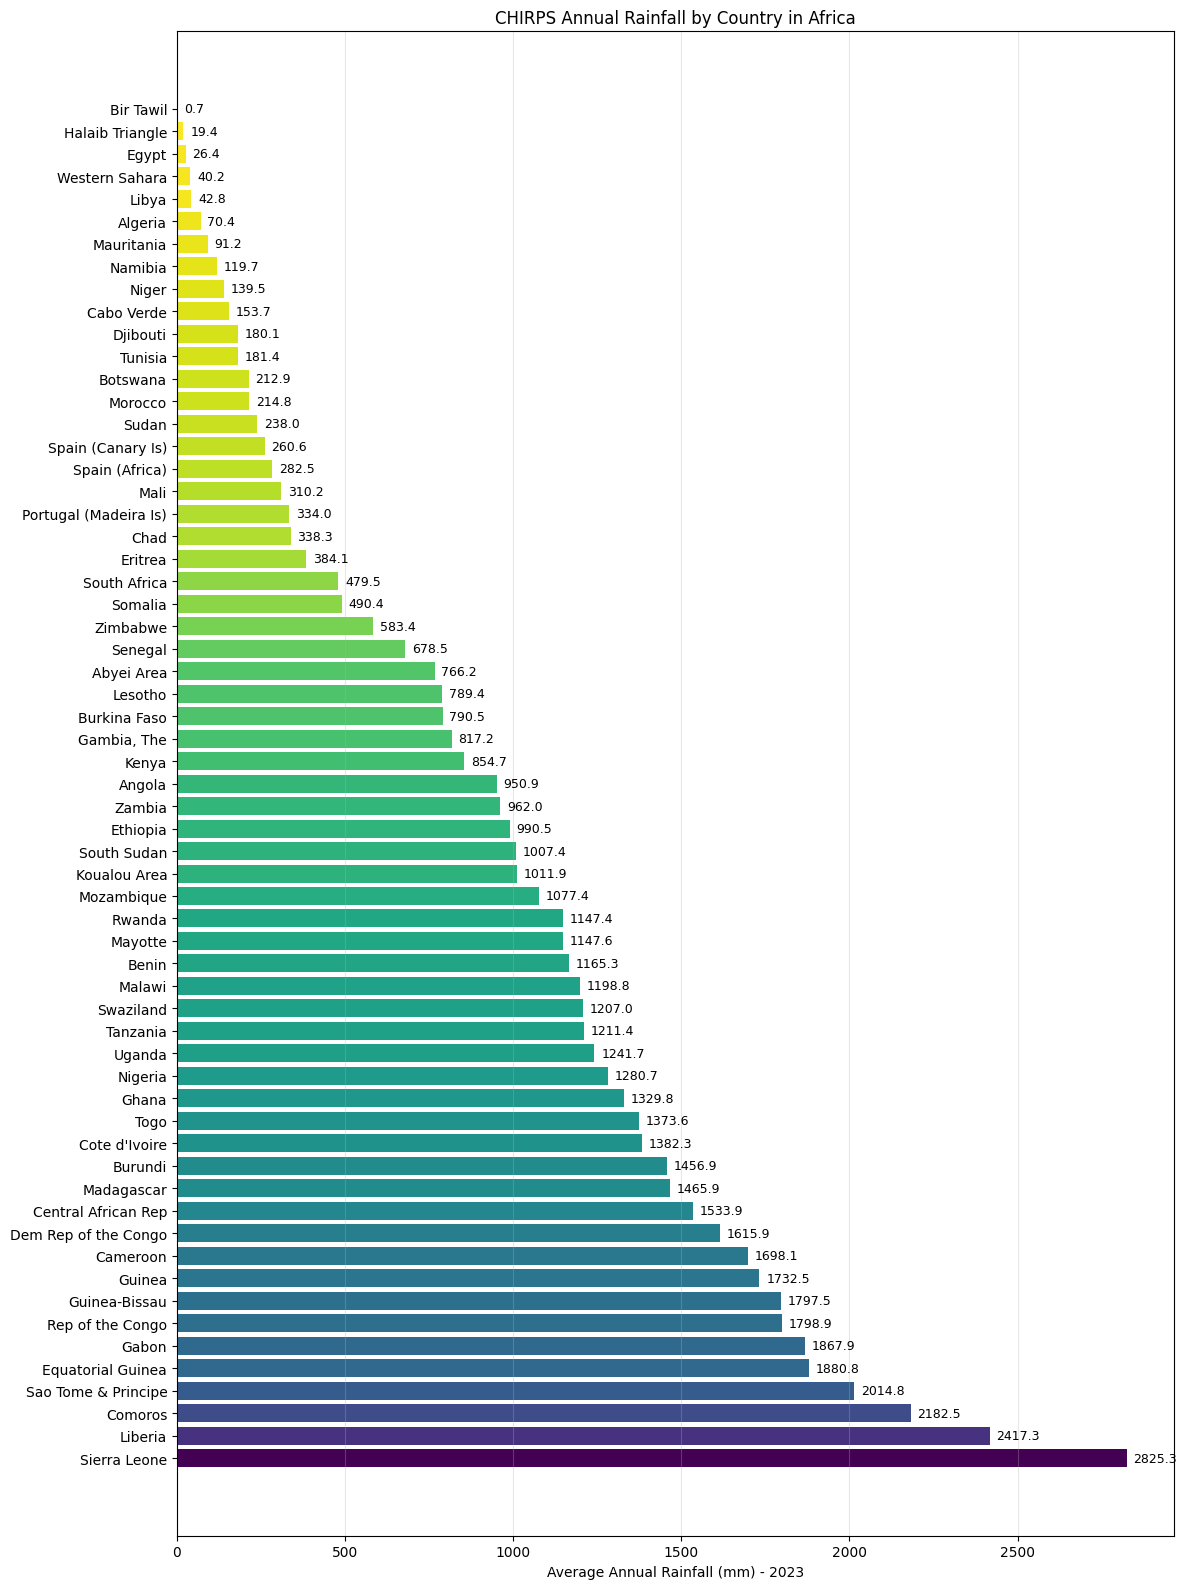 CHIRPS Annual Rainfall by Country in Africa
Bir Tawil 0.7
Halaib Triangle 19.4
Egypt 26.4
Western Sahara 40.2
Libya 42.8
Algeria 70.4
Mauritania 91.2
Namibia 119.7
Niger 139.5
Cabo Verde 153.7
Djibouti 180.1
Tunisia 181.4
Botswana 212.9
Morocco 214.8
Sudan 238.0
Spain (Canary Is) 260.6
Spain (Africa) 282.5
Mali 310.2
Portugal (Madeira Is) 334.0
Chad 338.3
Eritrea 384.1
South Africa 479.5
Somalia 490.4
Zimbabwe 583.4
Senegal 678.5
Abyei Area 766.2
Lesotho 789.4
Burkina Faso 790.5
Gambia, The 817.2
Kenya 854.7
Angola 950.9
Zambia 962.0
Ethiopia 990.5
South Sudan 1007.4
Koualou Area 1011.9
Mozambique 1077.4
Rwanda 1147.4
Mayotte 1147.6
Benin 1165.3
Malawi 1198.8
Swaziland 1207.0
Tanzania 1211.4
Uganda 1241.7
Nigeria 1280.7
Ghana 1329.8
Togo 1373.6
Cote d'Ivoire 1382.3
Burundi 1456.9
Madagascar 1465.9
Central African Rep 1533.9
Dem Rep of the Congo 1615.9
Cameroon 1698.1
Guinea 1732.5
Guinea-Bissau 1797.5
Rep of the Congo 1798.9
Gabon 1867.9
Equatorial Guinea 1880.8
Sao Tome & Principe 2014.8
Comoros 2182.5
Liberia 2417.3
Sierra Leone 2825.3
0 500 1000 1500 2000 2500
Average Annual Rainfall (mm) - 2023